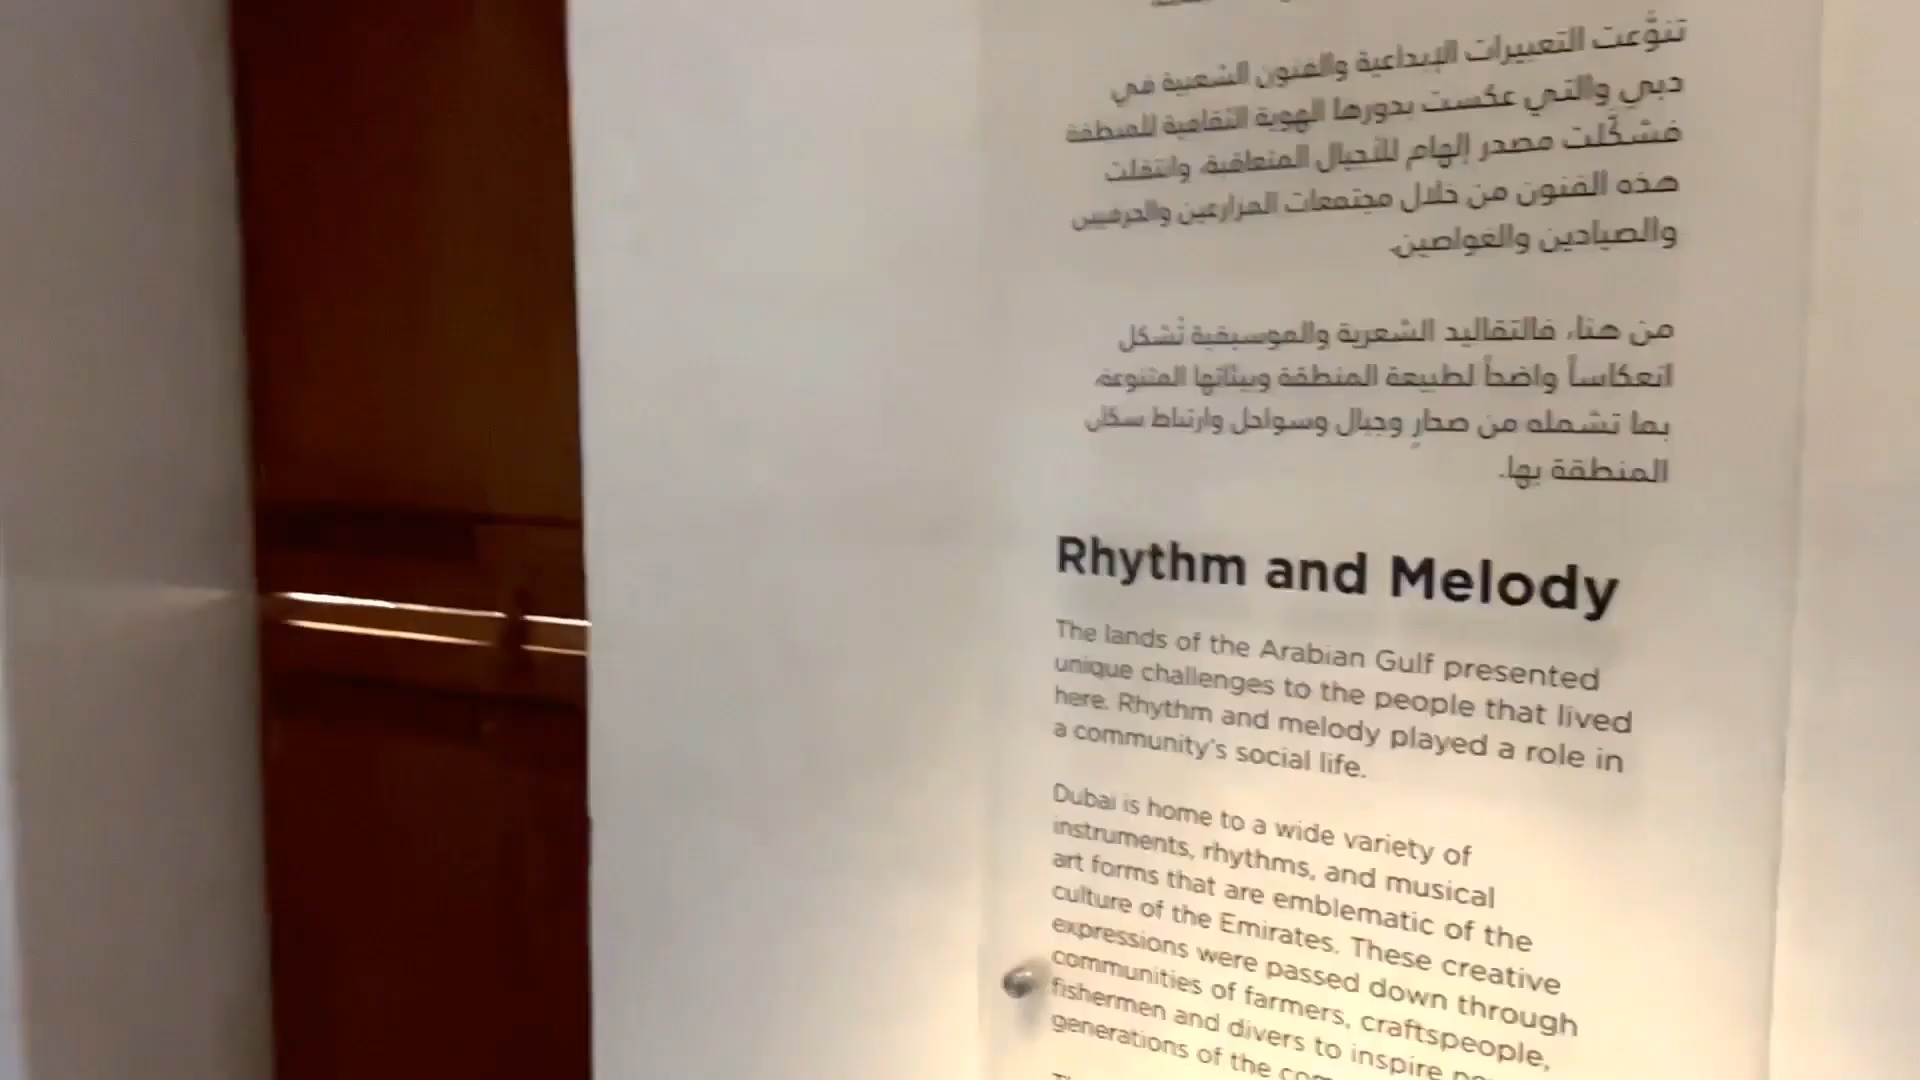 تنوَّعت التعبيرات الإبداعية والفنون الشعبية في
دبي والتي عكست بدورها الهوية الثقافية للمنطقة
فشكّلت مصدر إلهام للأجيال المتعاقبة، وانتقلت
هذه الفنون من خلال مجتمعات المزارعين والحرفيين
والصيادين والغواصين.
من هنا، فالتقاليد الشعرية والموسيقية تُشكل
انعكاساً واضحاً لطبيعة المنطقة وبيئاتها المتنوعة،
بما تشمله من صحارٍ وجبال وسواحل وارتباط سكان
المنطقة بها.
Rhythm and Melody
The lands of the Arabian Gulf presented
unique challenges to the people that lived
here. Rhythm and melody played a role in
a community's social life.
Dubai is home to a wide variety of
instruments, rhythms, and musical
art forms that are emblematic of the
culture of the Emirates. These creative
expressions were passed down through
communities of farmers, craftspeople,
fishermen and divers to inspire
generations of the